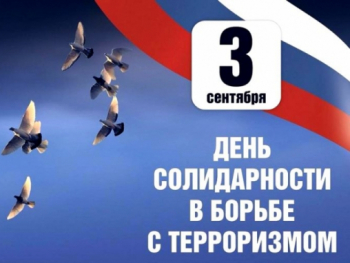 3
сентября
ДЕНЬ
СОЛИДАРНОСТИ
В БОРЬБЕ
С ТЕРРОРИЗМОМ